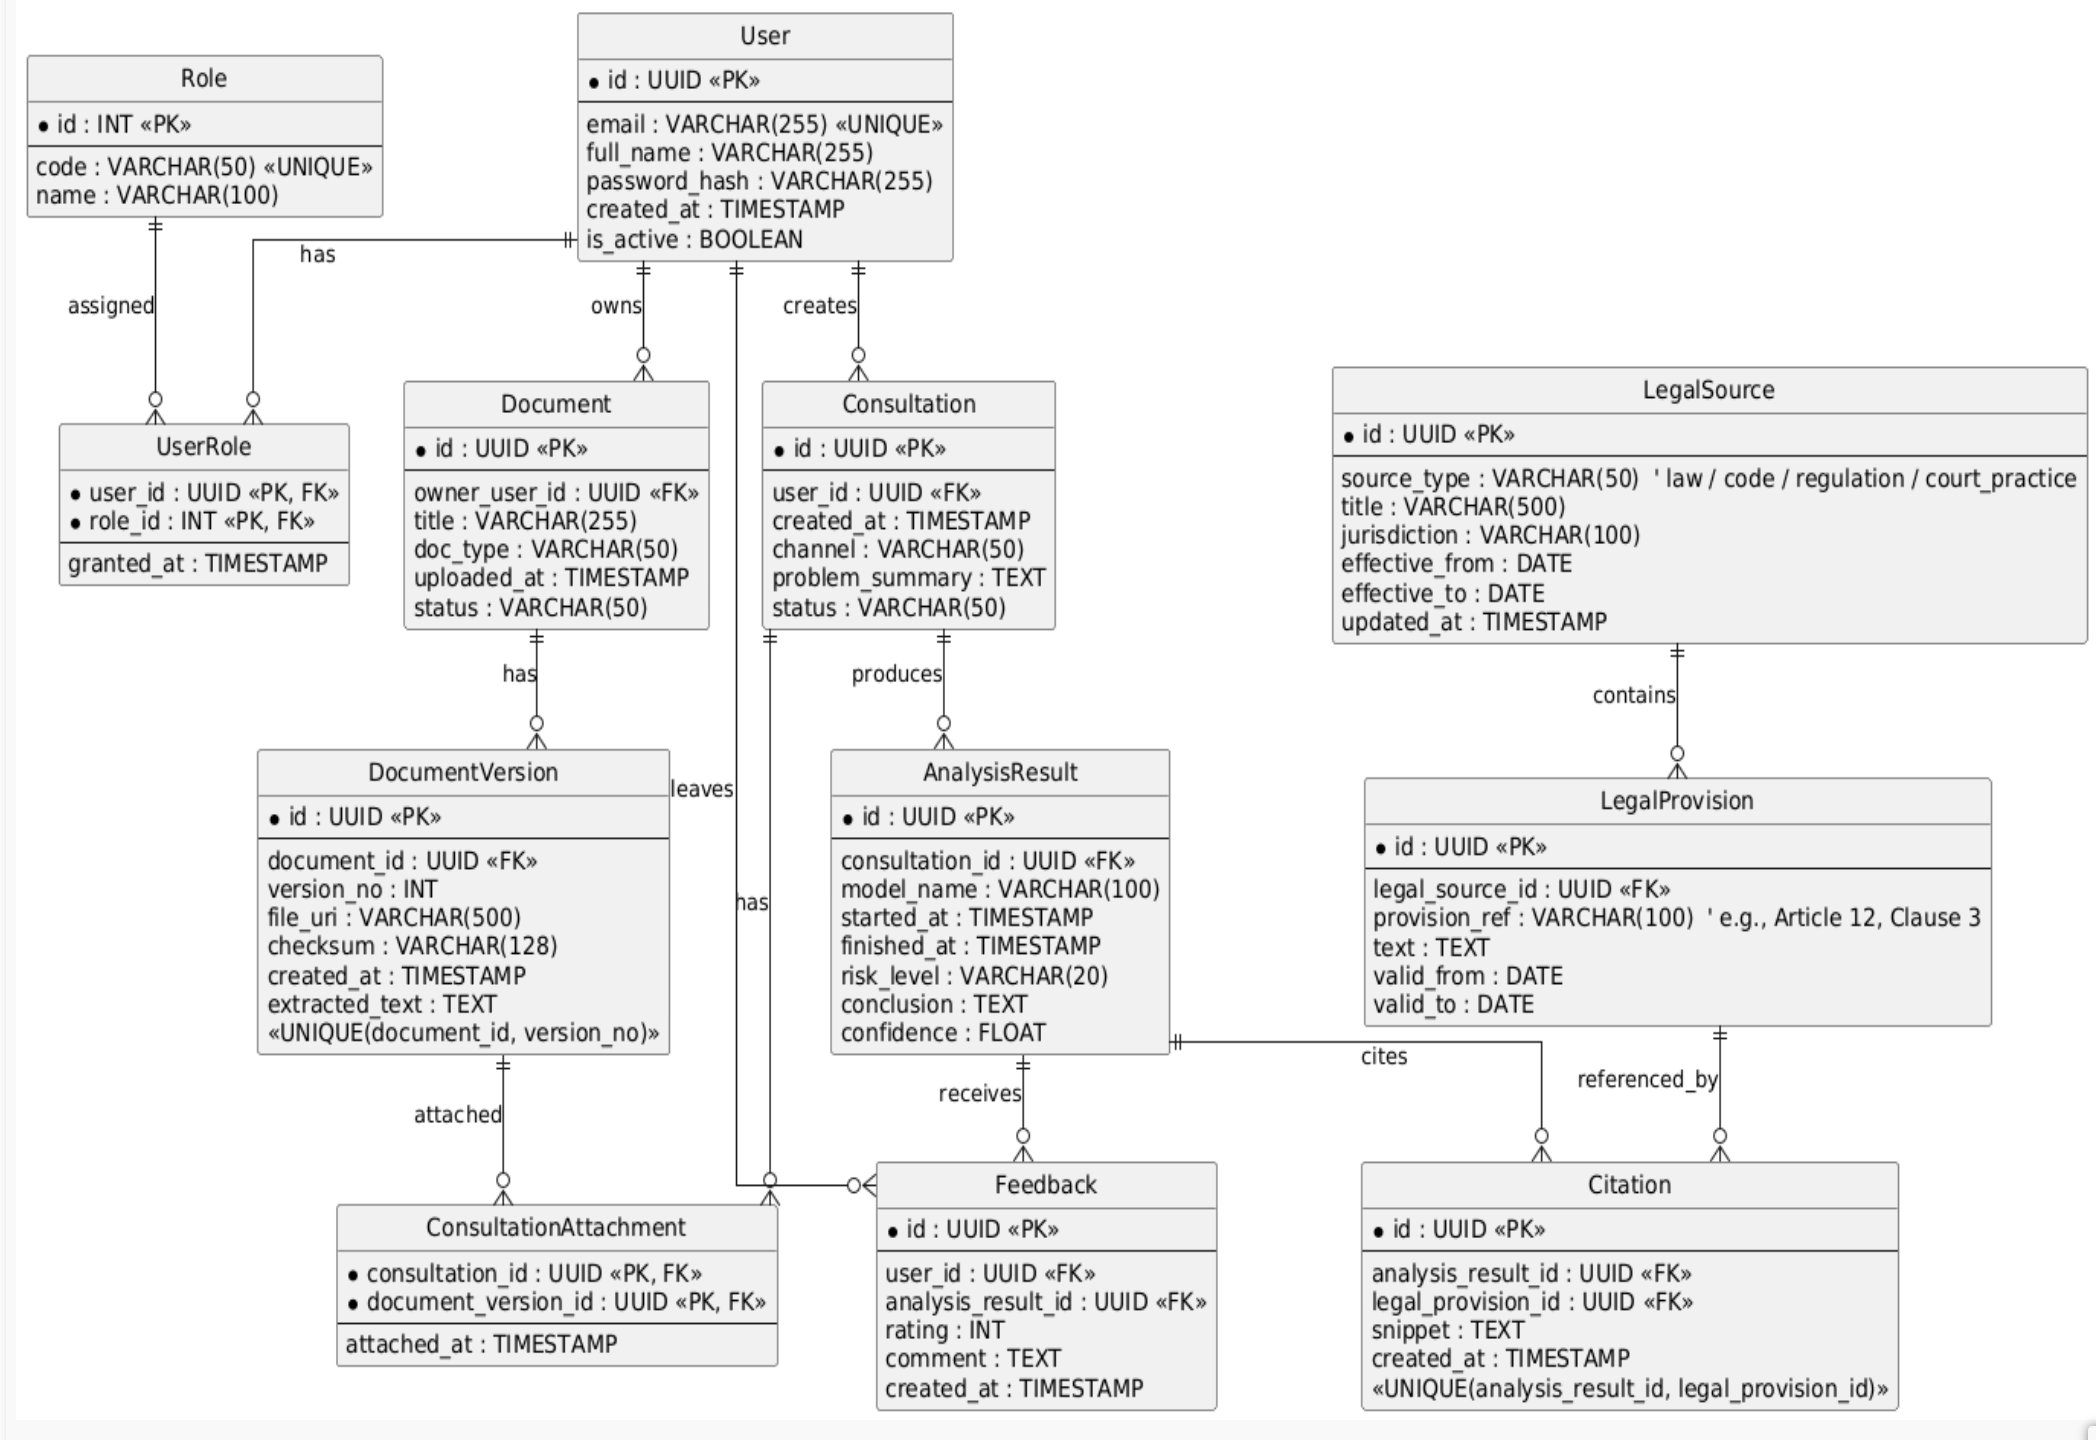 User
• id : UUID «PK»
email : VARCHAR(255) «UNIQUE»
full_name : VARCHAR(255)
password_hash : VARCHAR(255)
created_at : TIMESTAMP
is_active : BOOLEAN
Role
• id : INT «PK»
code : VARCHAR(50) «UNIQUE»
name : VARCHAR(100)
has
assigned
owns
creates
UserRole
• user_id : UUID «PK, FK»
• role_id : INT «PK, FK»
granted_at : TIMESTAMP
Document
• id : UUID «PK»
owner_user_id : UUID «FK»
title : VARCHAR(255)
doc_type : VARCHAR(50)
uploaded_at : TIMESTAMP
status : VARCHAR(50)
Consultation
• id : UUID «PK»
user_id : UUID «FK»
created_at : TIMESTAMP
channel : VARCHAR(50)
problem_summary : TEXT
status : VARCHAR(50)
LegalSource
• id : UUID «PK»
source_type : VARCHAR(50) ' law / code / regulation / court_practice
title : VARCHAR(500)
jurisdiction : VARCHAR(100)
effective_from : DATE
effective_to : DATE
updated_at : TIMESTAMP
has
produces
contains
DocumentVersion
• id : UUID «PK»
document_id : UUID «FK»
version_no : INT
file_uri : VARCHAR(500)
checksum : VARCHAR(128)
created_at : TIMESTAMP
extracted_text : TEXT
«UNIQUE(document_id, version_no)»
leaves
has
AnalysisResult
• id : UUID «PK»
consultation_id : UUID «FK»
model_name : VARCHAR(100)
started_at : TIMESTAMP
finished_at : TIMESTAMP
risk_level : VARCHAR(20)
conclusion : TEXT
confidence : FLOAT
LegalProvision
• id : UUID «PK»
legal_source_id : UUID «FK»
provision_ref : VARCHAR(100) ' e.g., Article 12, Clause 3
text : TEXT
valid_from : DATE
valid_to : DATE
attached
receives
cites
referenced_by
ConsultationAttachment
• consultation_id : UUID «PK, FK»
• document_version_id : UUID «PK, FK»
attached_at : TIMESTAMP
Feedback
• id : UUID «PK»
user_id : UUID «FK»
analysis_result_id : UUID «FK»
rating : INT
comment : TEXT
created_at : TIMESTAMP
Citation
• id : UUID «PK»
analysis_result_id : UUID «FK»
legal_provision_id : UUID «FK»
snippet : TEXT
created_at : TIMESTAMP
«UNIQUE(analysis_result_id, legal_provision_id)»